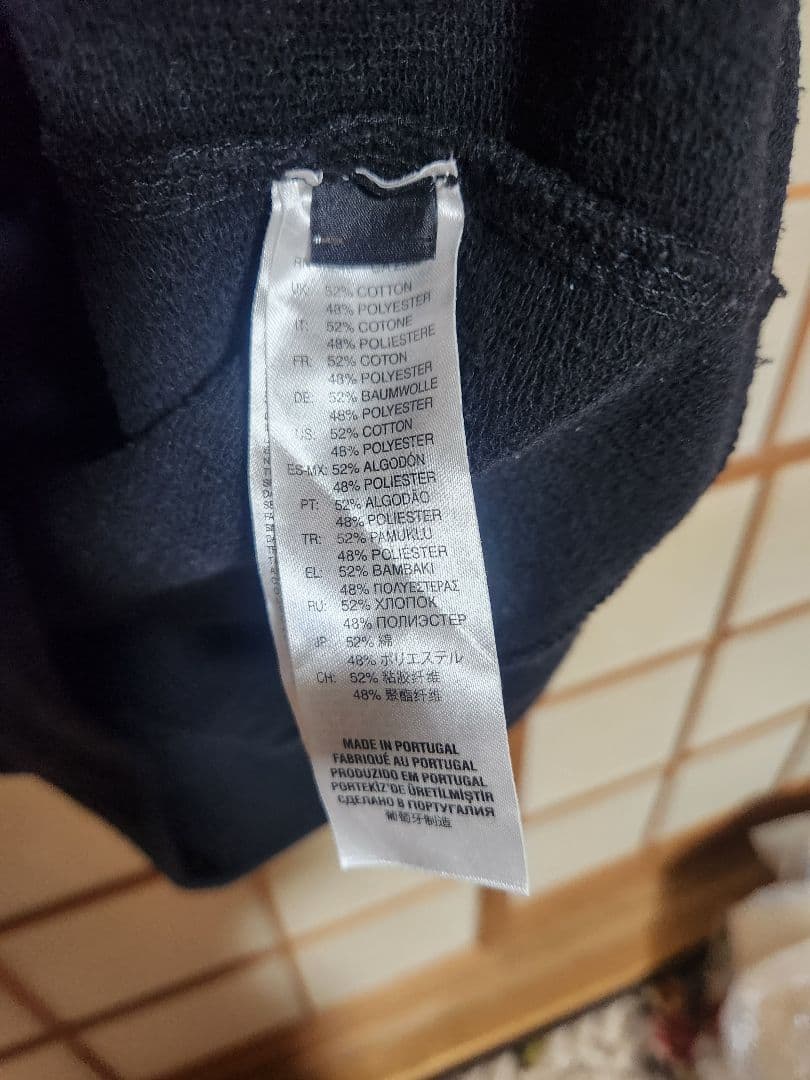 UK: 52% COTTON
48% POLYESTER
IT: 52% COTONE
48% POLIESTERE
FR: 52% COTON
48% POLYESTER
DE: 52% BAUMWOLLE
48% POLYESTER
US: 52% COTTON
48% POLYESTER
ES-MX: 52% ALGODÓN
48% POLIESTER
PT: 52% ALGODÃO
48% POLIESTER
TR: 52% PAMUKLU
48% POLIESTER
EL: 52% BAMBAKI
48% ΠΟΛΥΕΣΤΕΡΑΣ
RU: 52% ХЛОПОК
48% ПОЛИЭСТЕР
JP: 52% 綿
48% ポリエステル
CH: 52% 粘胶纤维
48% 聚酯纤维
MADE IN PORTUGAL
FABRIQUÉ AU PORTUGAL
PRODUZIDO EM PORTUGAL
PORTEKİZ'DE ÜRETİLMİŞTİR
СДЕЛАНО В ПОРТУГАЛИЯ
葡萄牙制造